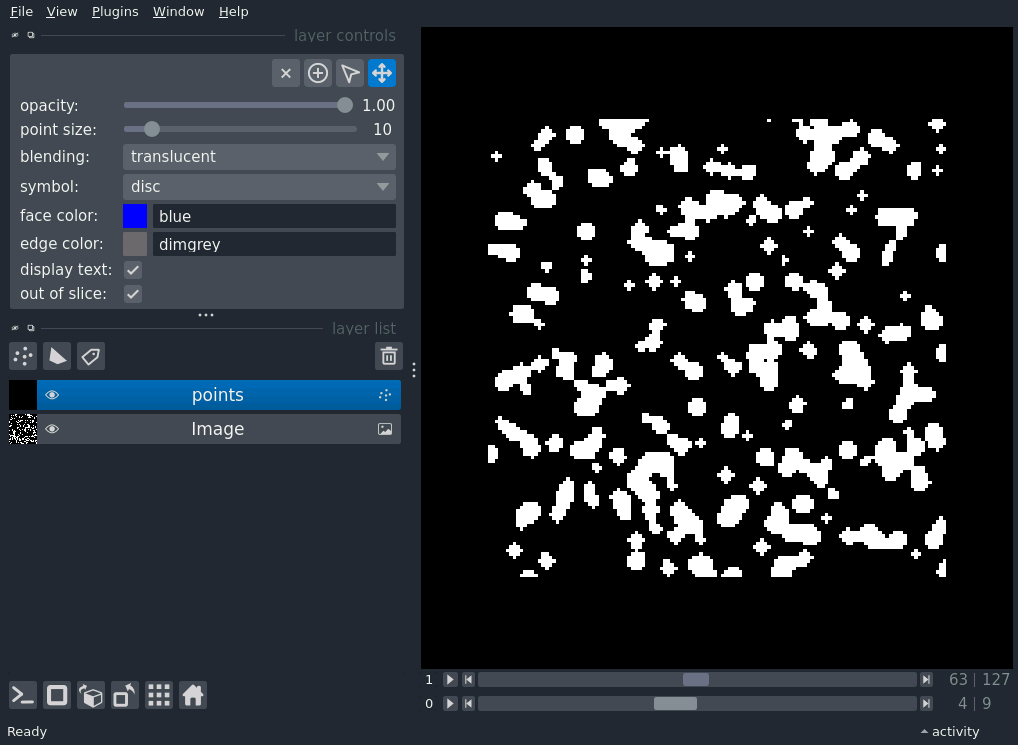 File View Plugins Window Help
layer controls
opacity: 1.00
point size: 10
blending: translucent
symbol: disc
face color: blue
edge color: dimgrey
display text:
out of slice:
layer list
points
Image
1 63 | 127
0 4 | 9
Ready activity